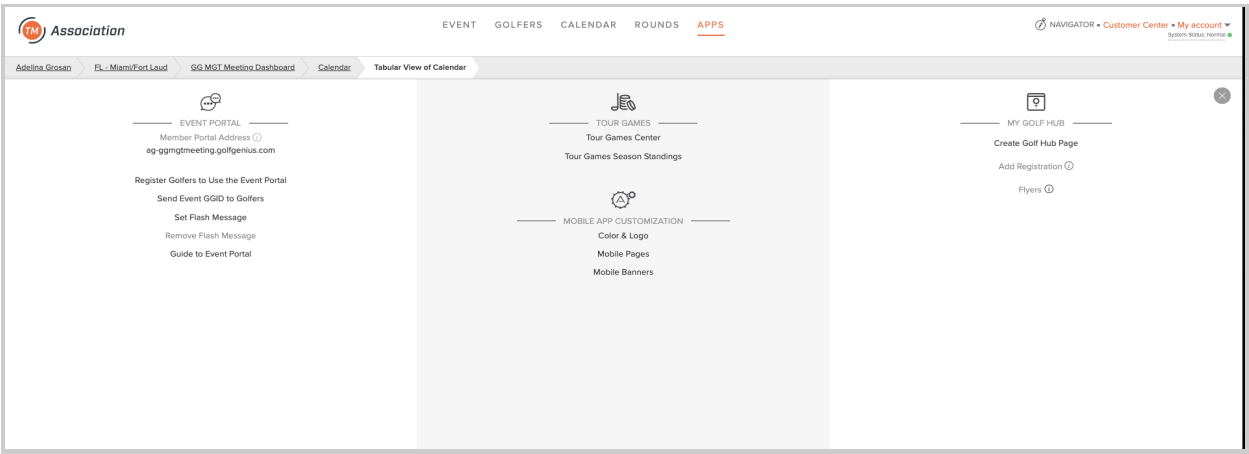 TM Association
EVENT GOLFERS CALENDAR ROUNDS APPS
NAVIGATOR • Customer Center • My account
System Status: Normal
Adelina Grosan FL - Miami/Fort Laud GG MGT Meeting Dashboard Calendar Tabular View of Calendar
EVENT PORTAL
Member Portal Address
ag-ggmgtmeeting.golfgenius.com
Register Golfers to Use the Event Portal
Send Event GGID to Golfers
Set Flash Message
Remove Flash Message
Guide to Event Portal
TOUR GAMES
Tour Games Center
Tour Games Season Standings
MOBILE APP CUSTOMIZATION
Color & Logo
Mobile Pages
Mobile Banners
MY GOLF HUB
Create Golf Hub Page
Add Registration
Flyers